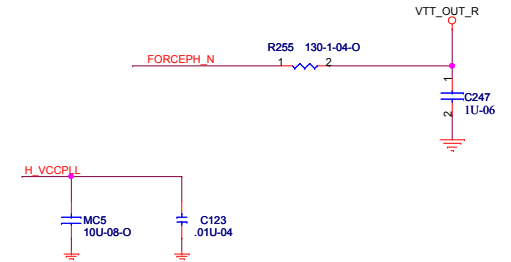 VTT_OUT_R
R255 130-1-04-O
FORCEPH_N
1 2
1
C247
1U-06
2
H_VCCPLL
MC5
10U-08-O
C123
.01U-04